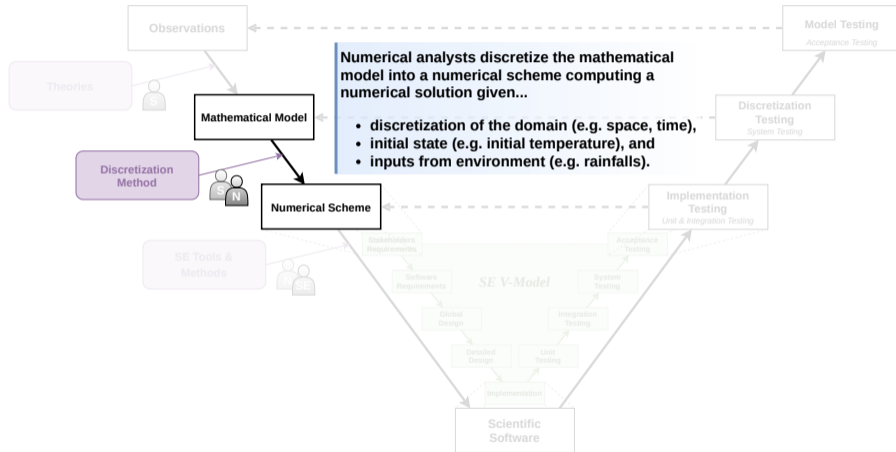 Observations
Model Testing
Acceptance Testing
Numerical analysts discretize the mathematical
model into a numerical scheme computing a
numerical solution given...
Theories
S
• discretization of the domain (e.g. space, time),
• initial state (e.g. initial temperature), and
• inputs from environment (e.g. rainfalls).
Mathematical Model
Discretization
Testing
System Testing
Discretization
Method
S
N
Numerical Scheme
Implementation
Testing
Unit & Integration Testing
SE Tools &
Methods
SE
Stakeholders
Requirements
Acceptance
Testing
Software
Requirements
SE V-Model
System
Testing
Global
Design
Integration
Testing
Detailed
Design
Unit
Testing
Implementation
Scientific
Software